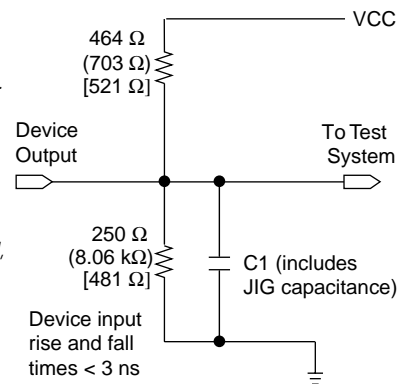 VCC
464 Ω
(703 Ω)
[521 Ω]
Device
Output
To Test
System
250 Ω
(8.06 kΩ)
[481 Ω]
C1 (includes
JIG capacitance)
Device input
rise and fall
times < 3 ns